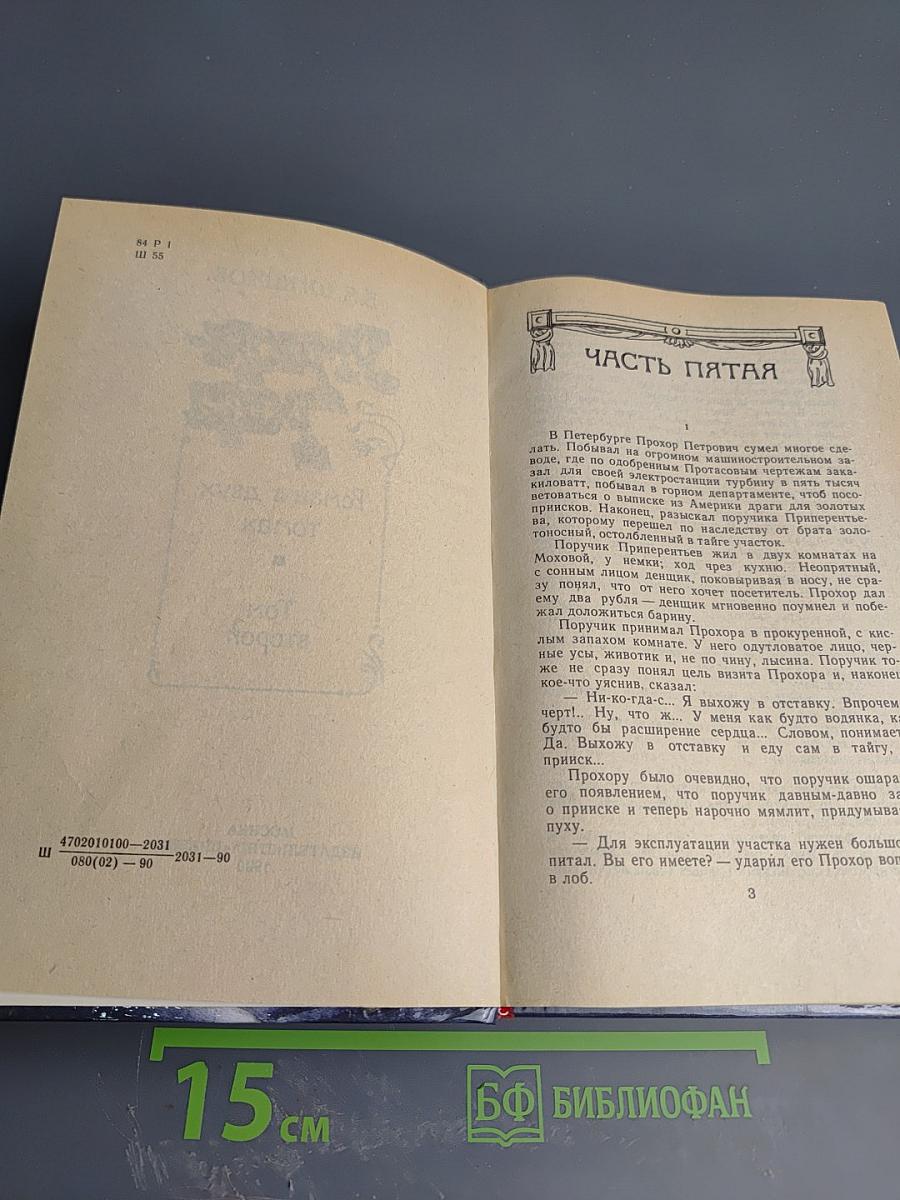 84 Р 1
Ш 55
Ш 4702010100—2031
080(02) — 90
2031—90
ЧАСТЬ ПЯТАЯ
1
В Петербурге Прохор Петрович сумел многое сде-
лать. Побывал на огромном машиностроительном за-
воде, где по одобренным Протасовым чертежам зака-
зал для своей электростанции турбину в пять тысяч
киловатт, побывал в горном департаменте, чтоб посо-
ветоваться о выписке из Америки драги для золотых
приисков. Наконец, разыскал поручика Приперентье-
ва, которому перешел по наследству от брата золо-
тоносный, остолбленный в тайге участок.
Поручик Приперентьев жил в двух комнатах на
Моховой, у немки; ход чрез кухню. Неопрятный,
с сонным лицом денщик, поковыривая в носу, не сра-
зу понял, что от него хочет посетитель. Прохор дал
ему два рубля — денщик мгновенно поумнел и побе-
жал доложиться барину.
Поручик принимал Прохора в прокуренной, с кис-
лым запахом комнате. У него одутловатое лицо, чер-
ные усы, животик и, не по чину, лысина. Поручик то-
же не сразу понял цель визита Прохора и, наконец
кое-что уяснив, сказал:
— Ни-ко-гда-с... Я выхожу в отставку. Впрочем
черт!.. Ну, что ж... У меня как будто водянка, ка
будто бы расширение сердца... Словом, понимает
Да. Выхожу в отставку и еду сам в тайгу,
прииск...
Прохору было очевидно, что поручик ошара
его появлением, что поручик давным-давно за
о прииске и теперь нарочно мямлит, придумыва
пуху.
— Для эксплуатации участка нужен большо
питал. Вы его имеете? — ударил его Прохор воп
в лоб.
3
15 см
БФ БИБЛИОФАН